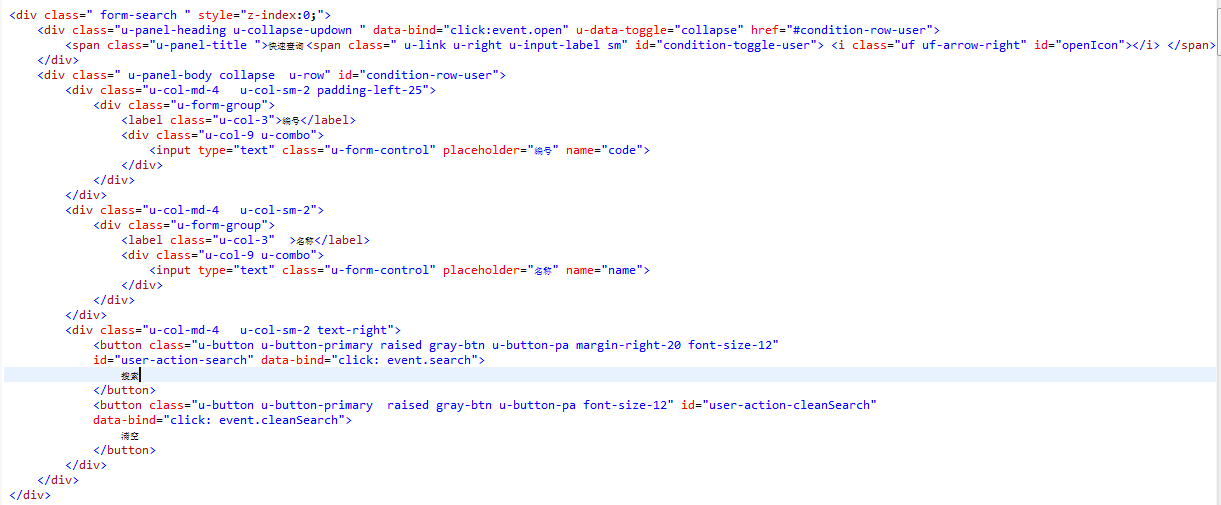 <div class=" form-search " style="z-index:0;">
<div class="u-panel-heading u-collapse-updown " data-bind="click:event.open" u-data-toggle="collapse" href="#condition-row-user">
<span class="u-panel-title ">快速查询<span class=" u-link u-right u-input-label sm" id="condition-toggle-user"> <i class="uf uf-arrow-right" id="openIcon"></i> </span>
</div>
<div class=" u-panel-body collapse  u-row" id="condition-row-user">
<div class="u-col-md-4   u-col-sm-2 padding-left-25">
<div class="u-form-group">
<label class="u-col-3">编号</label>
<div class="u-col-9 u-combo">
<input type="text" class="u-form-control" placeholder="编号" name="code">
</div>
</div>
</div>
<div class="u-col-md-4   u-col-sm-2">
<div class="u-form-group">
<label class="u-col-3"  >名称</label>
<div class="u-col-9 u-combo">
<input type="text" class="u-form-control" placeholder="名称" name="name">
</div>
</div>
</div>
<div class="u-col-md-4   u-col-sm-2 text-right">
<button class="u-button u-button-primary raised gray-btn u-button-pa margin-right-20 font-size-12"
id="user-action-search" data-bind="click: event.search">
搜索
</button>
<button class="u-button u-button-primary  raised gray-btn u-button-pa font-size-12" id="user-action-cleanSearch"
data-bind="click: event.cleanSearch">
清空
</button>
</div>
</div>
</div>